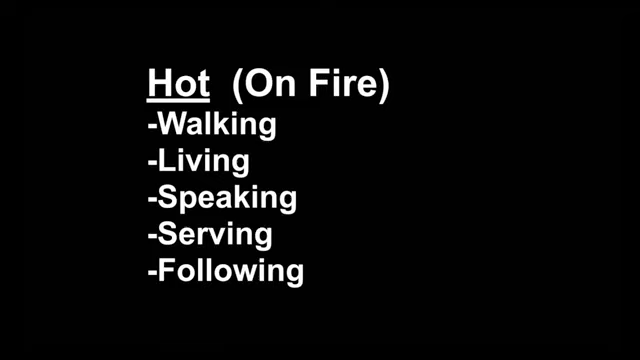 Hot (On Fire)
-Walking
-Living
-Speaking
-Serving
-Following